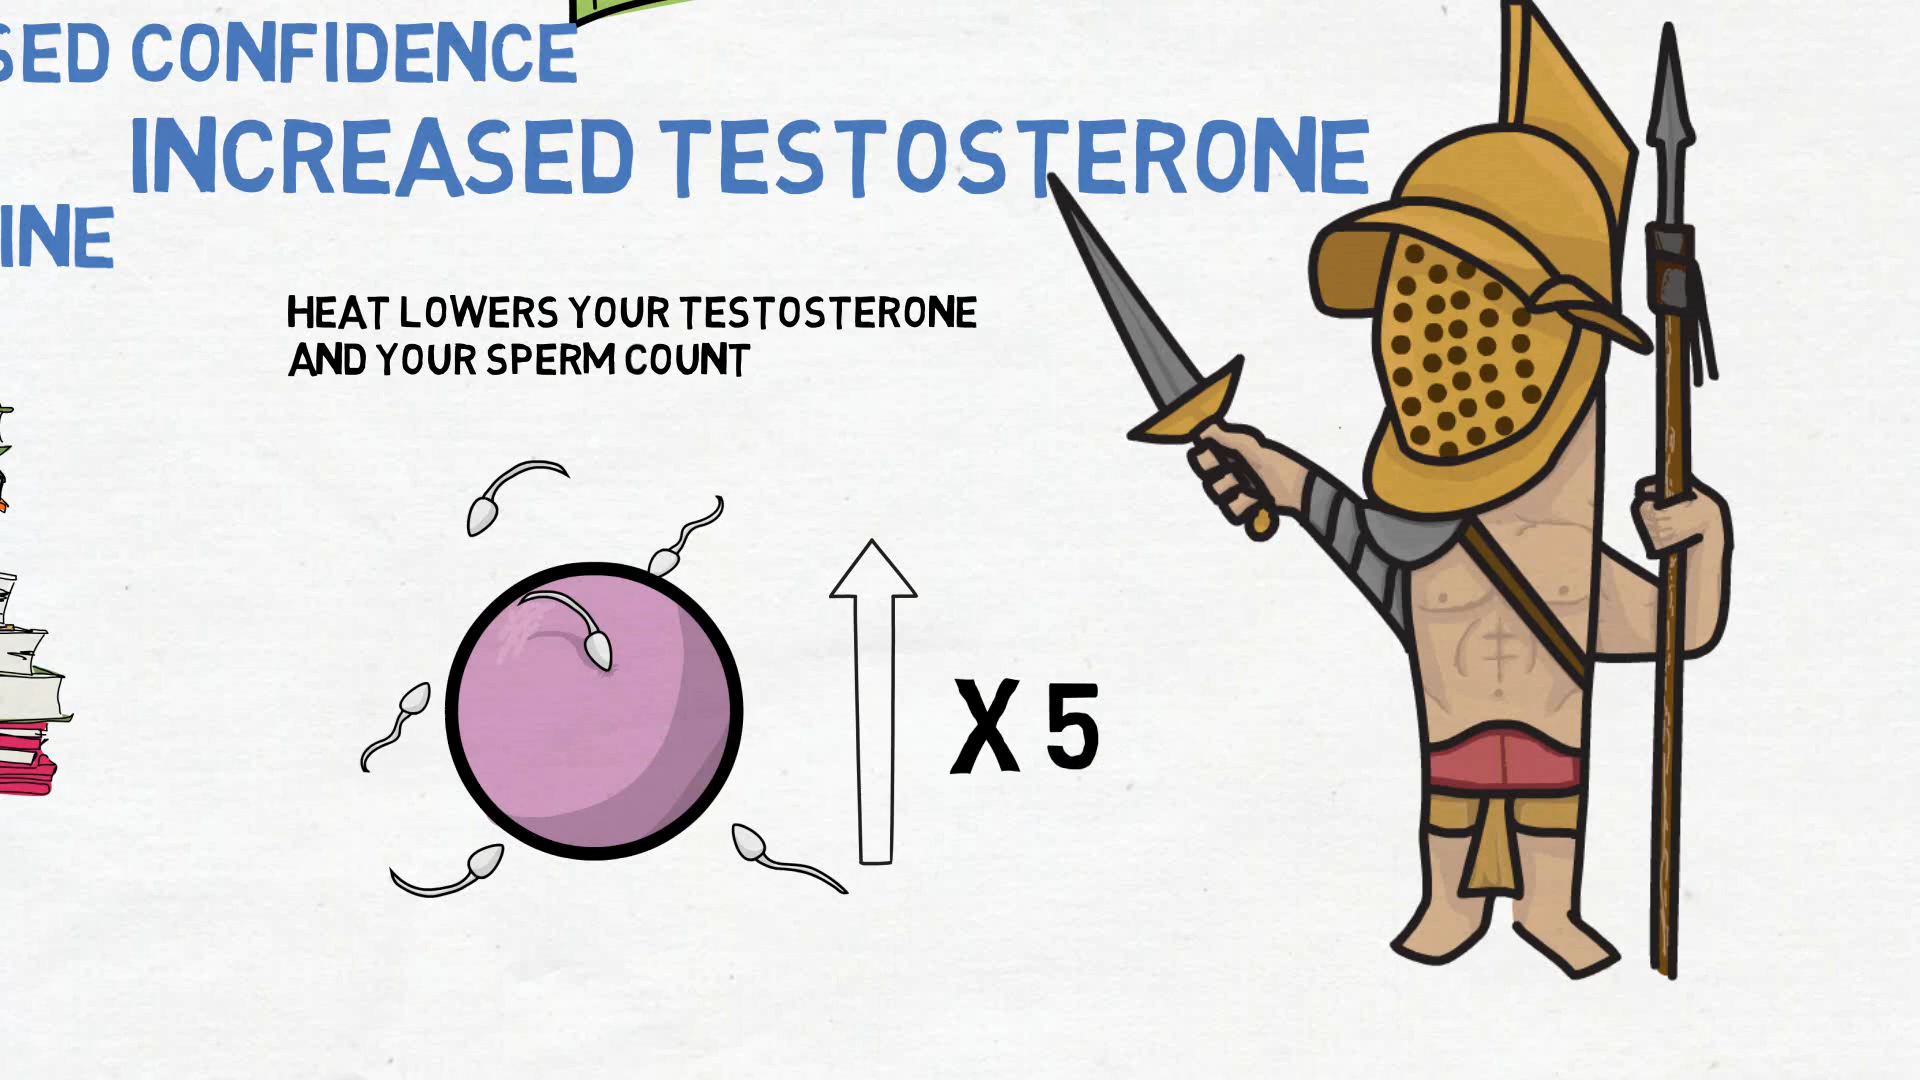 SED CONFIDENCE
INCREASED TESTOSTERONE
INE
HEAT LOWERS YOUR TESTOSTERONE
AND YOUR SPERM COUNT
X 5